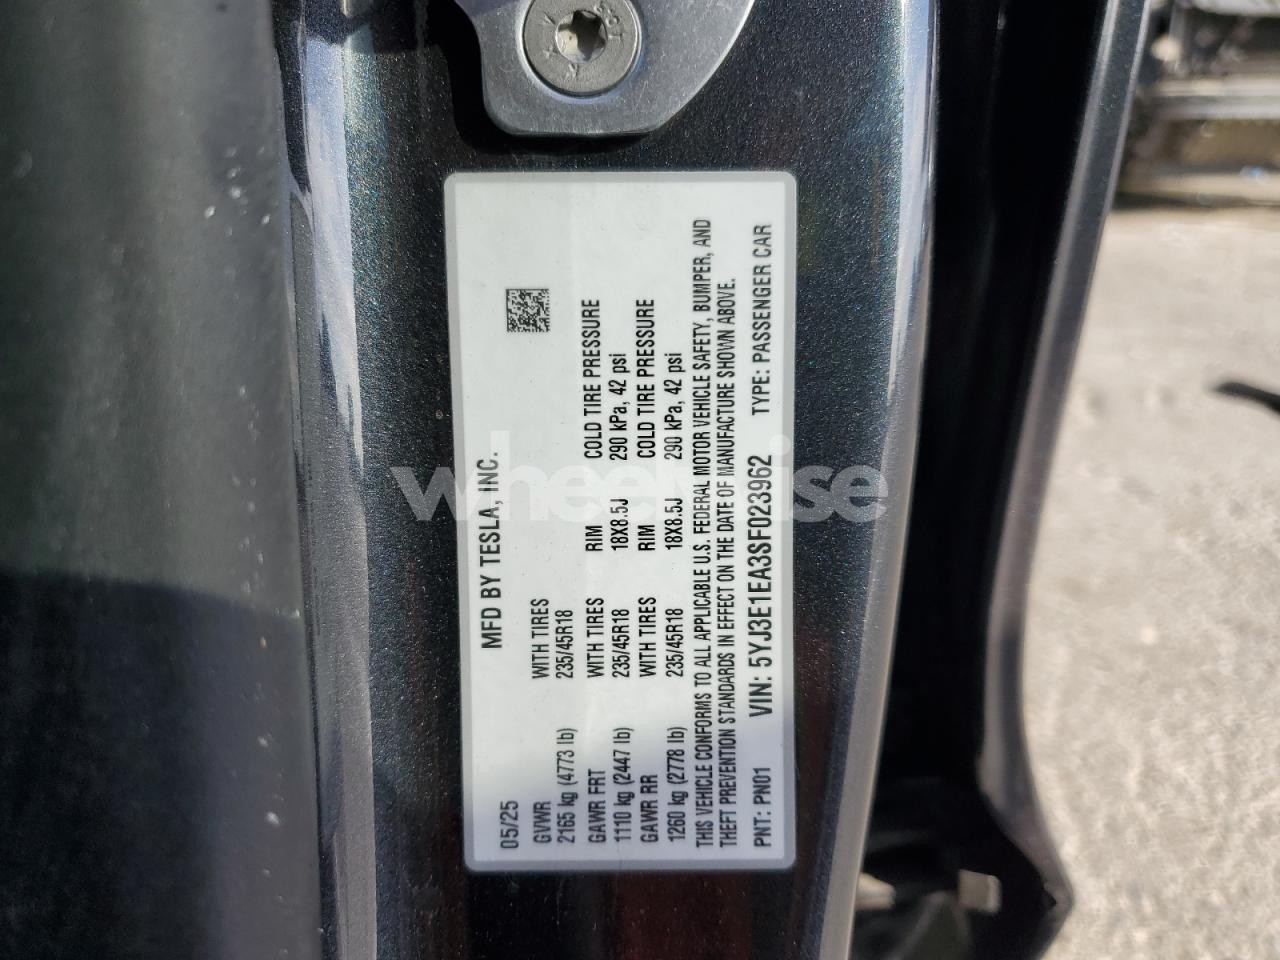 MFD BY TESLA, INC.
05/25
GVWR WITH TIRES
2165 kg (4773 lb) 235/45R18
GAWR FRT WITH TIRES RIM COLD TIRE PRESSURE
1110 kg (2447 lb) 235/45R18 18X8.5J 290 kPa, 42 psi
GAWR RR WITH TIRES RIM COLD TIRE PRESSURE
1260 kg (2778 lb) 235/45R18 18X8.5J 290 kPa, 42 psi
THIS VEHICLE CONFORMS TO ALL APPLICABLE U.S. FEDERAL MOTOR VEHICLE SAFETY, BUMPER, AND
THEFT PREVENTION STANDARDS IN EFFECT ON THE DATE OF MANUFACTURE SHOWN ABOVE.
PNT: PN01 VIN: 5YJ3E1EA3SF023962 TYPE: PASSENGER CAR